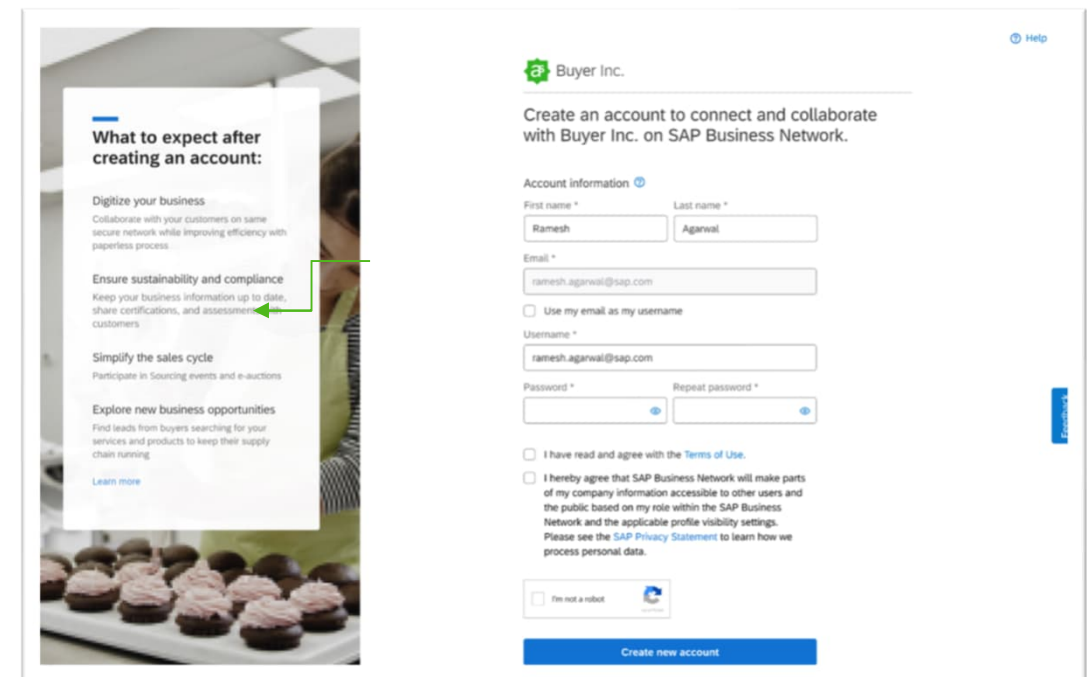 Help
Buyer Inc.
What to expect after
creating an account:
Digitize your business
Collaborate with your customers on same
secure network while improving efficiency with
paperless process
Ensure sustainability and compliance
Keep your business information up to date,
share certifications, and assessments with
customers
Simplify the sales cycle
Participate in Sourcing events and e-auctions
Explore new business opportunities
Find leads from buyers searching for your
services and products to keep their supply
chain running
Learn more
Create an account to connect and collaborate
with Buyer Inc. on SAP Business Network.
Account information
First name * Last name *
Ramesh Agarwal
Email *
ramesh.agarwal@sap.com
Use my email as my username
Username *
ramesh.agarwal@sap.com
Password * Repeat password *
I have read and agree with the Terms of Use.
I hereby agree that SAP Business Network will make parts
of my company information accessible to other users and
the public based on my role within the SAP Business
Network and the applicable profile visibility settings.
Please see the SAP Privacy Statement to learn how we
process personal data.
I'm not a robot
Create new account
Feedback